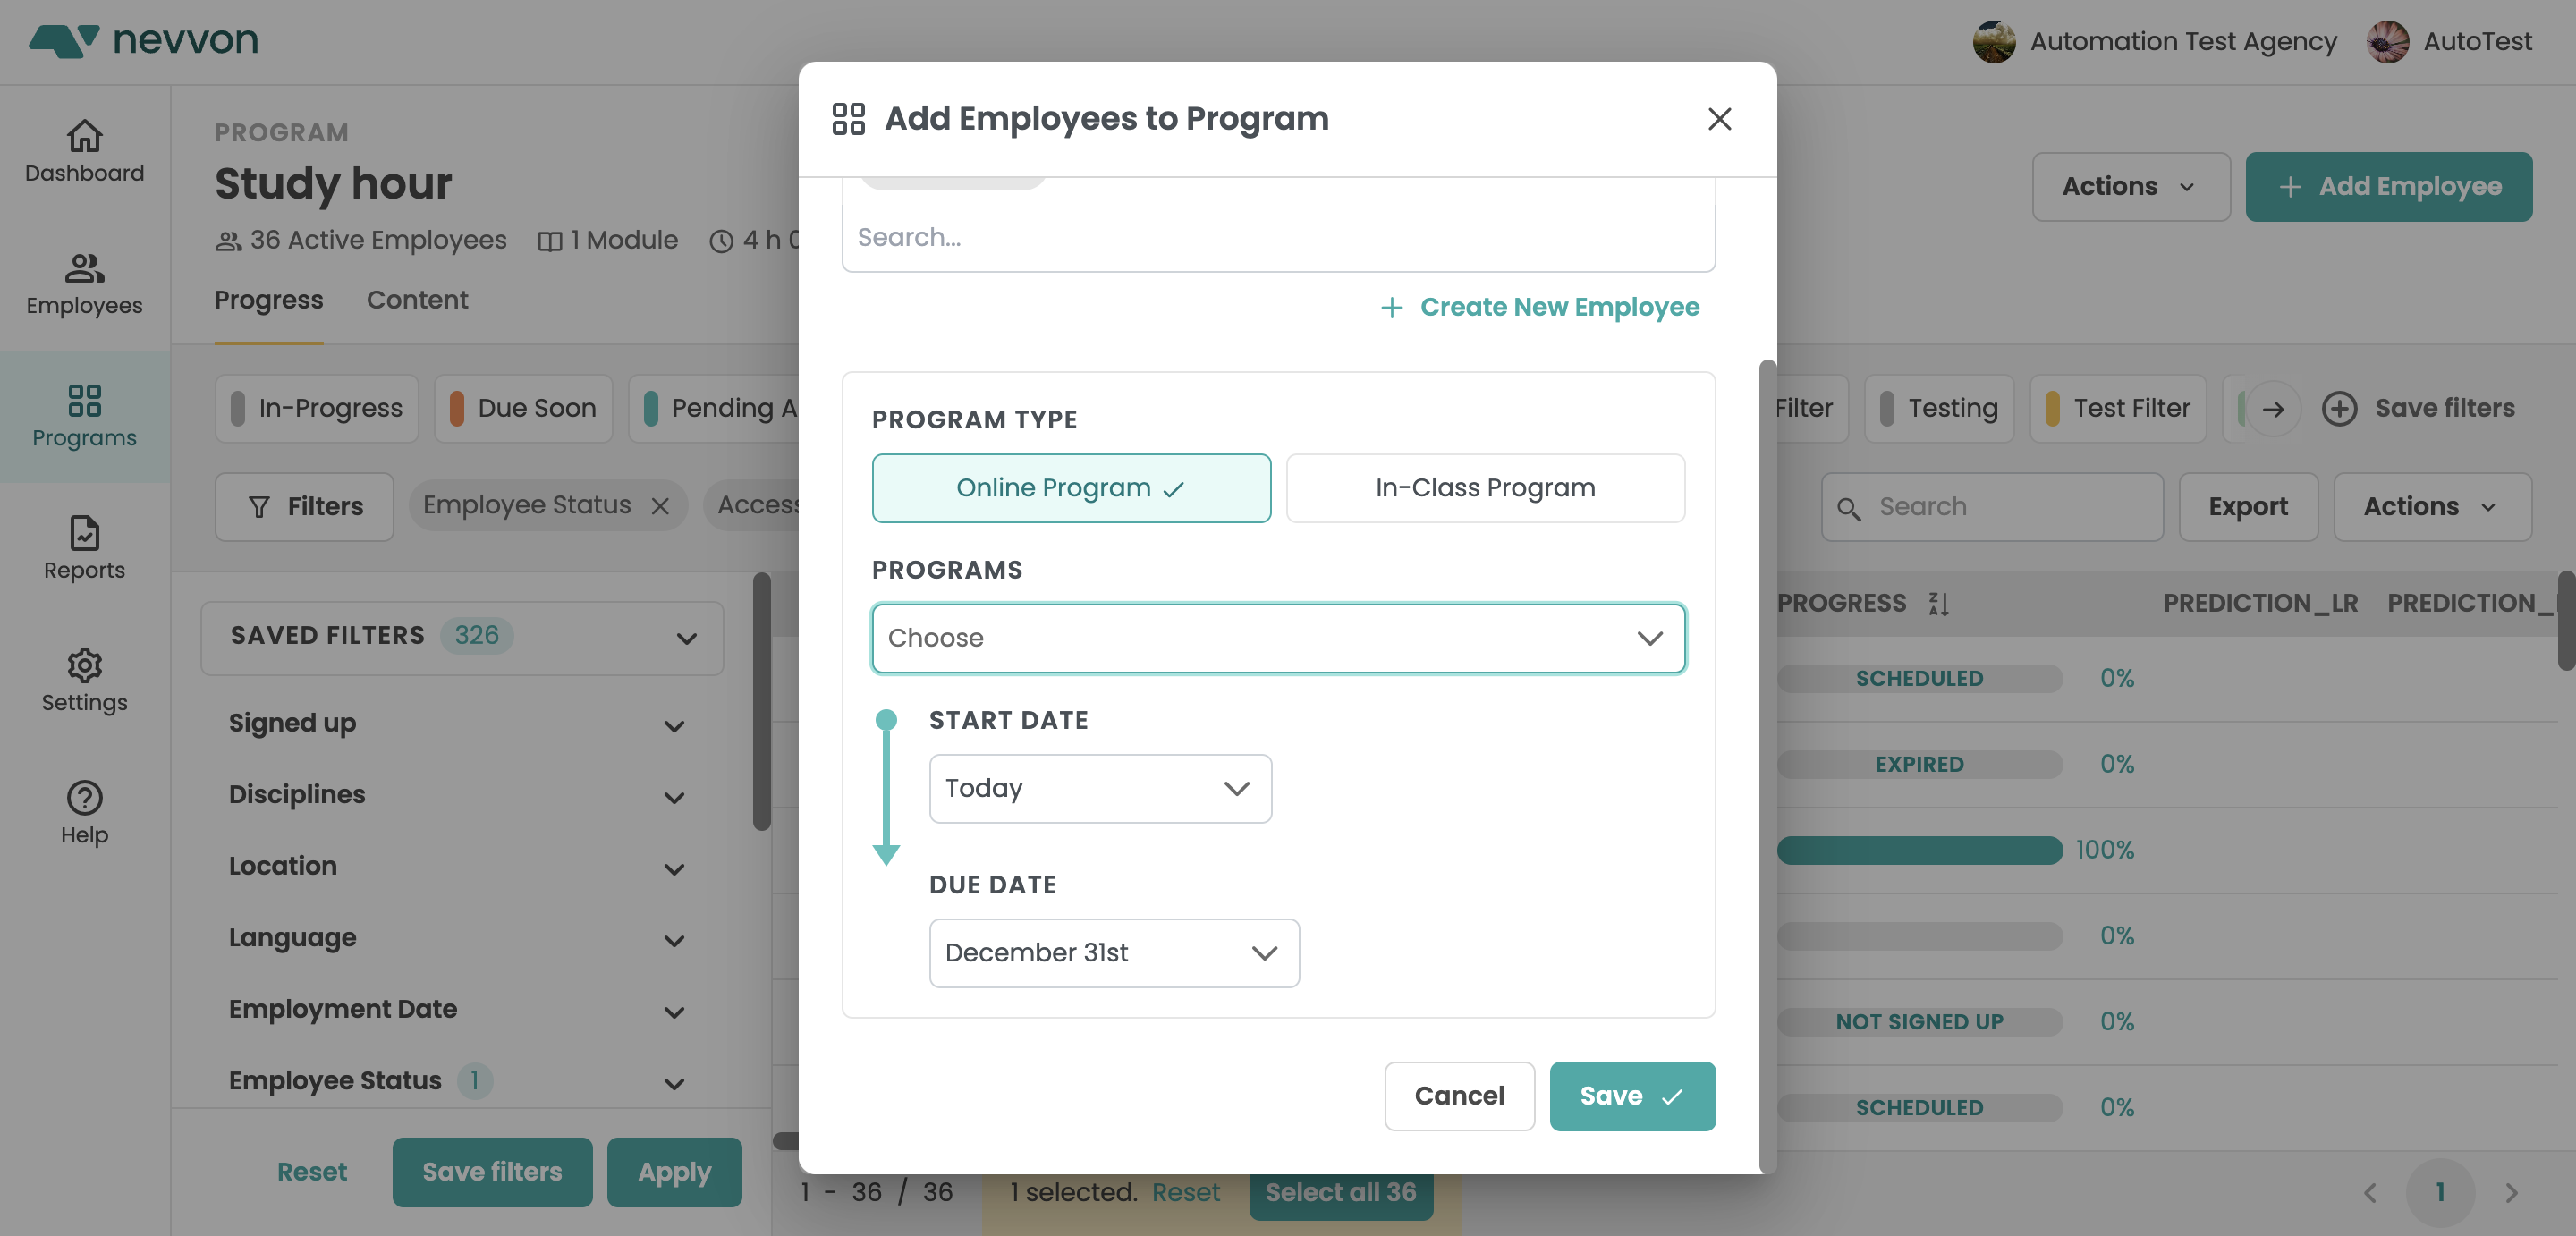 nevvon
Automation Test Agency
AutoTest
Dashboard
Employees
Programs
Reports
Settings
Help
PROGRAM
Study hour
36 Active Employees
1 Module
4 h
Progress
Content
Actions
Add Employee
In-Progress
Due Soon
Pending A
Filter
Testing
Test Filter
Save filters
Filters
Employee Status
Access
Search
Export
Actions
SAVED FILTERS 326
Signed up
Disciplines
Location
Language
Employment Date
Employee Status 1
Reset
Save filters
Apply
PROGRESS
PREDICTION_LR
PREDICTION_
SCHEDULED 0%
EXPIRED 0%
100%
0%
NOT SIGNED UP 0%
SCHEDULED 0%
1 - 36 / 36
1 selected. Reset
Select all 36
1
Add Employees to Program
Search...
Create New Employee
PROGRAM TYPE
Online Program
In-Class Program
PROGRAMS
Choose
START DATE
Today
DUE DATE
December 31st
Cancel
Save